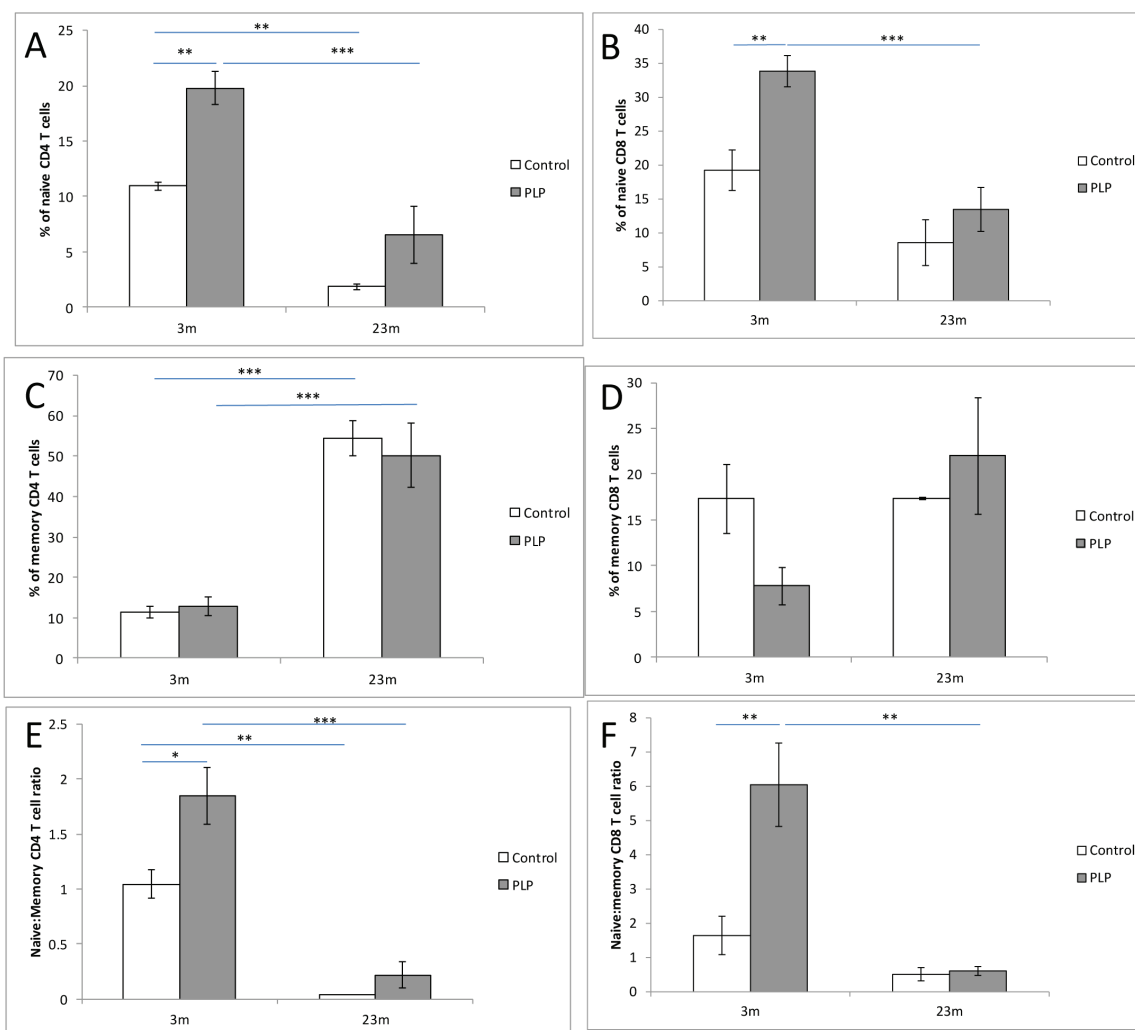 A
% of naive CD4 T cells
25
20
15
10
5
0
**
**
***
3m
23m
Control
PLP
B
% of naive CD8 T cells
40
35
30
25
20
15
10
5
0
**
***
3m
23m
Control
PLP
C
% of memory CD4 T cells
70
60
50
40
30
20
10
0
***
***
3m
23m
Control
PLP
D
% of memory CD8 T cells
30
25
20
15
10
5
0
3m
23m
Control
PLP
E
Naive:Memory CD4 T cell ratio
2.5
2
1.5
1
0.5
0
***
**
*
3m
23m
Control
PLP
F
Naive:memory CD8 T cell ratio
8
7
6
5
4
3
2
1
0
**
**
3m
23m
Control
PLP